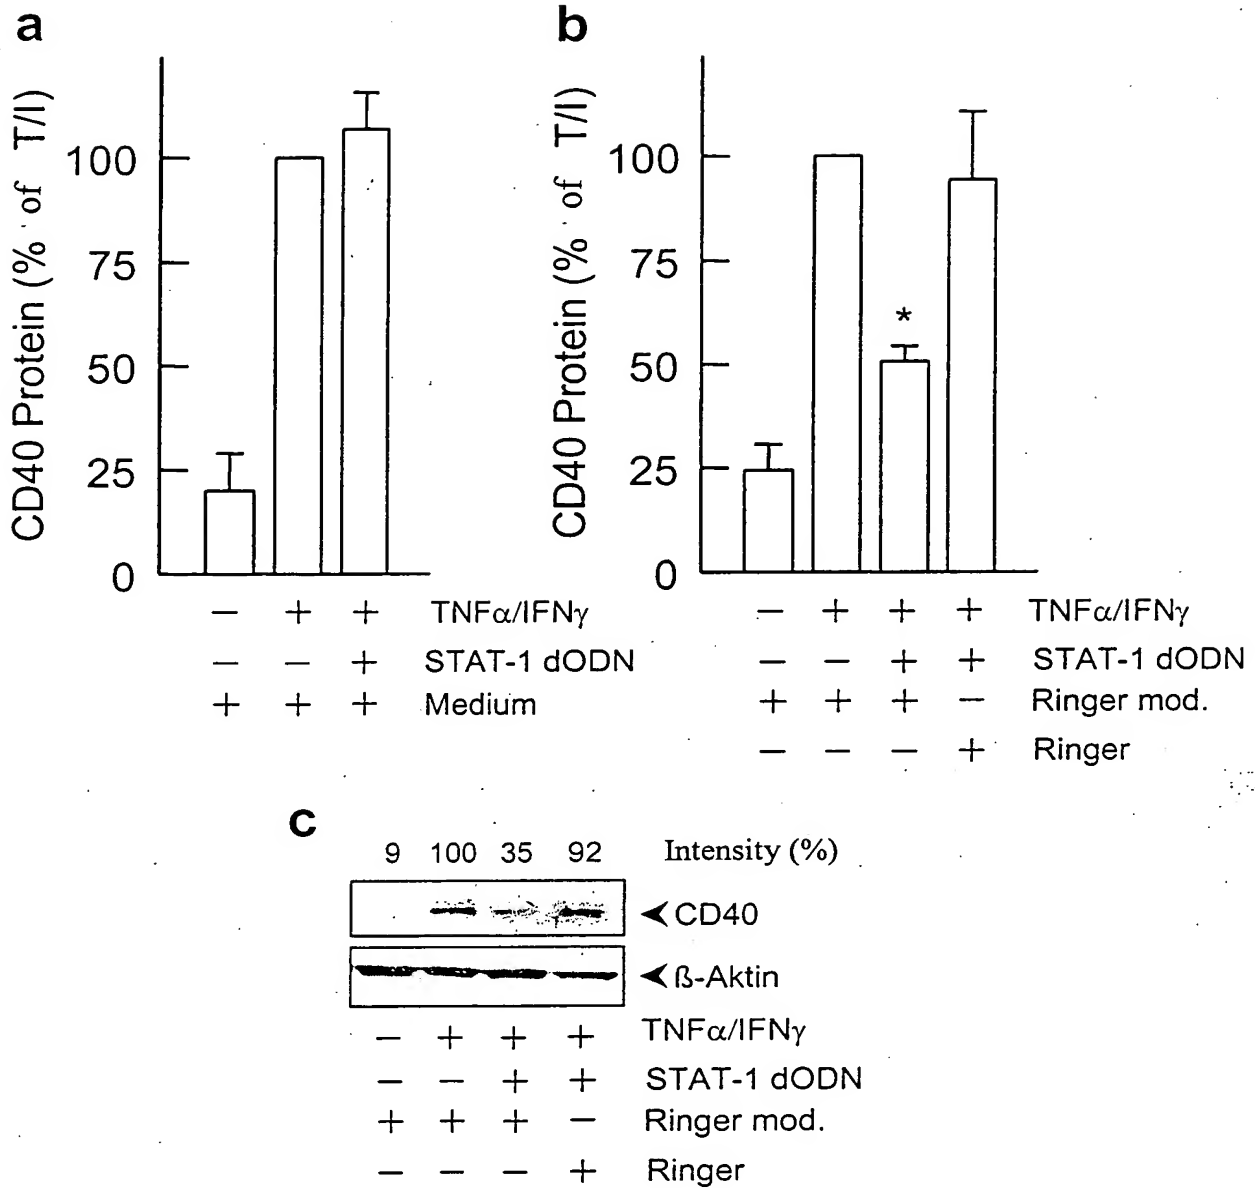 a
CD40 Protein (% of T/I)
100
75
50
25
0
− + + TNFα/IFNγ
− − + STAT-1 dODN
+ + + Medium
b
CD40 Protein (% of T/I)
100
75
50
25
0
*
− + + + TNFα/IFNγ
− − + + STAT-1 dODN
+ + + − Ringer mod.
− − − + Ringer
c
9 100 35 92 Intensity (%)
CD40
ß-Aktin
− + + + TNFα/IFNγ
− − + + STAT-1 dODN
+ + + − Ringer mod.
− − − + Ringer